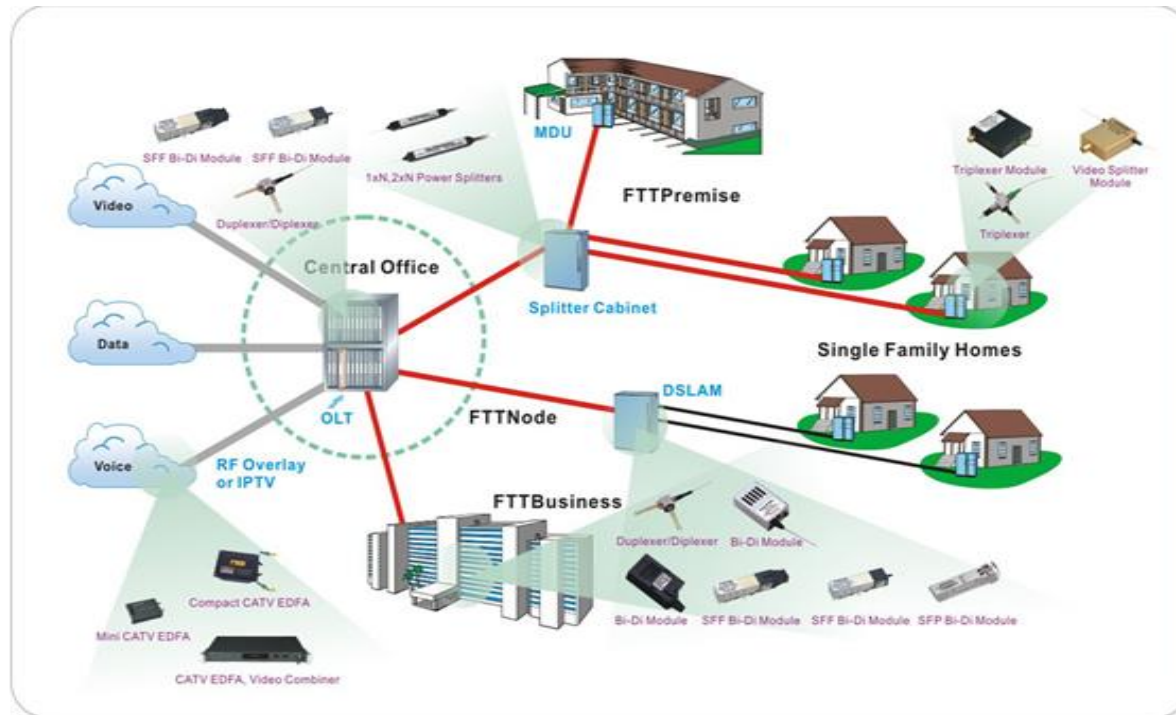 MDU
SFF Bi-Di Module
SFF Bi-Di Module
1xN,2xN Power Splitters
Triplexer Module
Video Splitter
Module
Video
Duplexer/Diplexer
FTTPremise
Triplexer
Central Office
Splitter Cabinet
Data
Single Family Homes
OLT
FTTNode
DSLAM
Voice
RF Overlay
or IPTV
FTTBusiness
Duplexer/Diplexer
Bi-Di Module
Compact CATV EDFA
Mini CATV EDFA
Bi-Di Module
SFF Bi-Di Module
SFF Bi-Di Module
SFP Bi-Di Module
CATV EDFA, Video Combiner